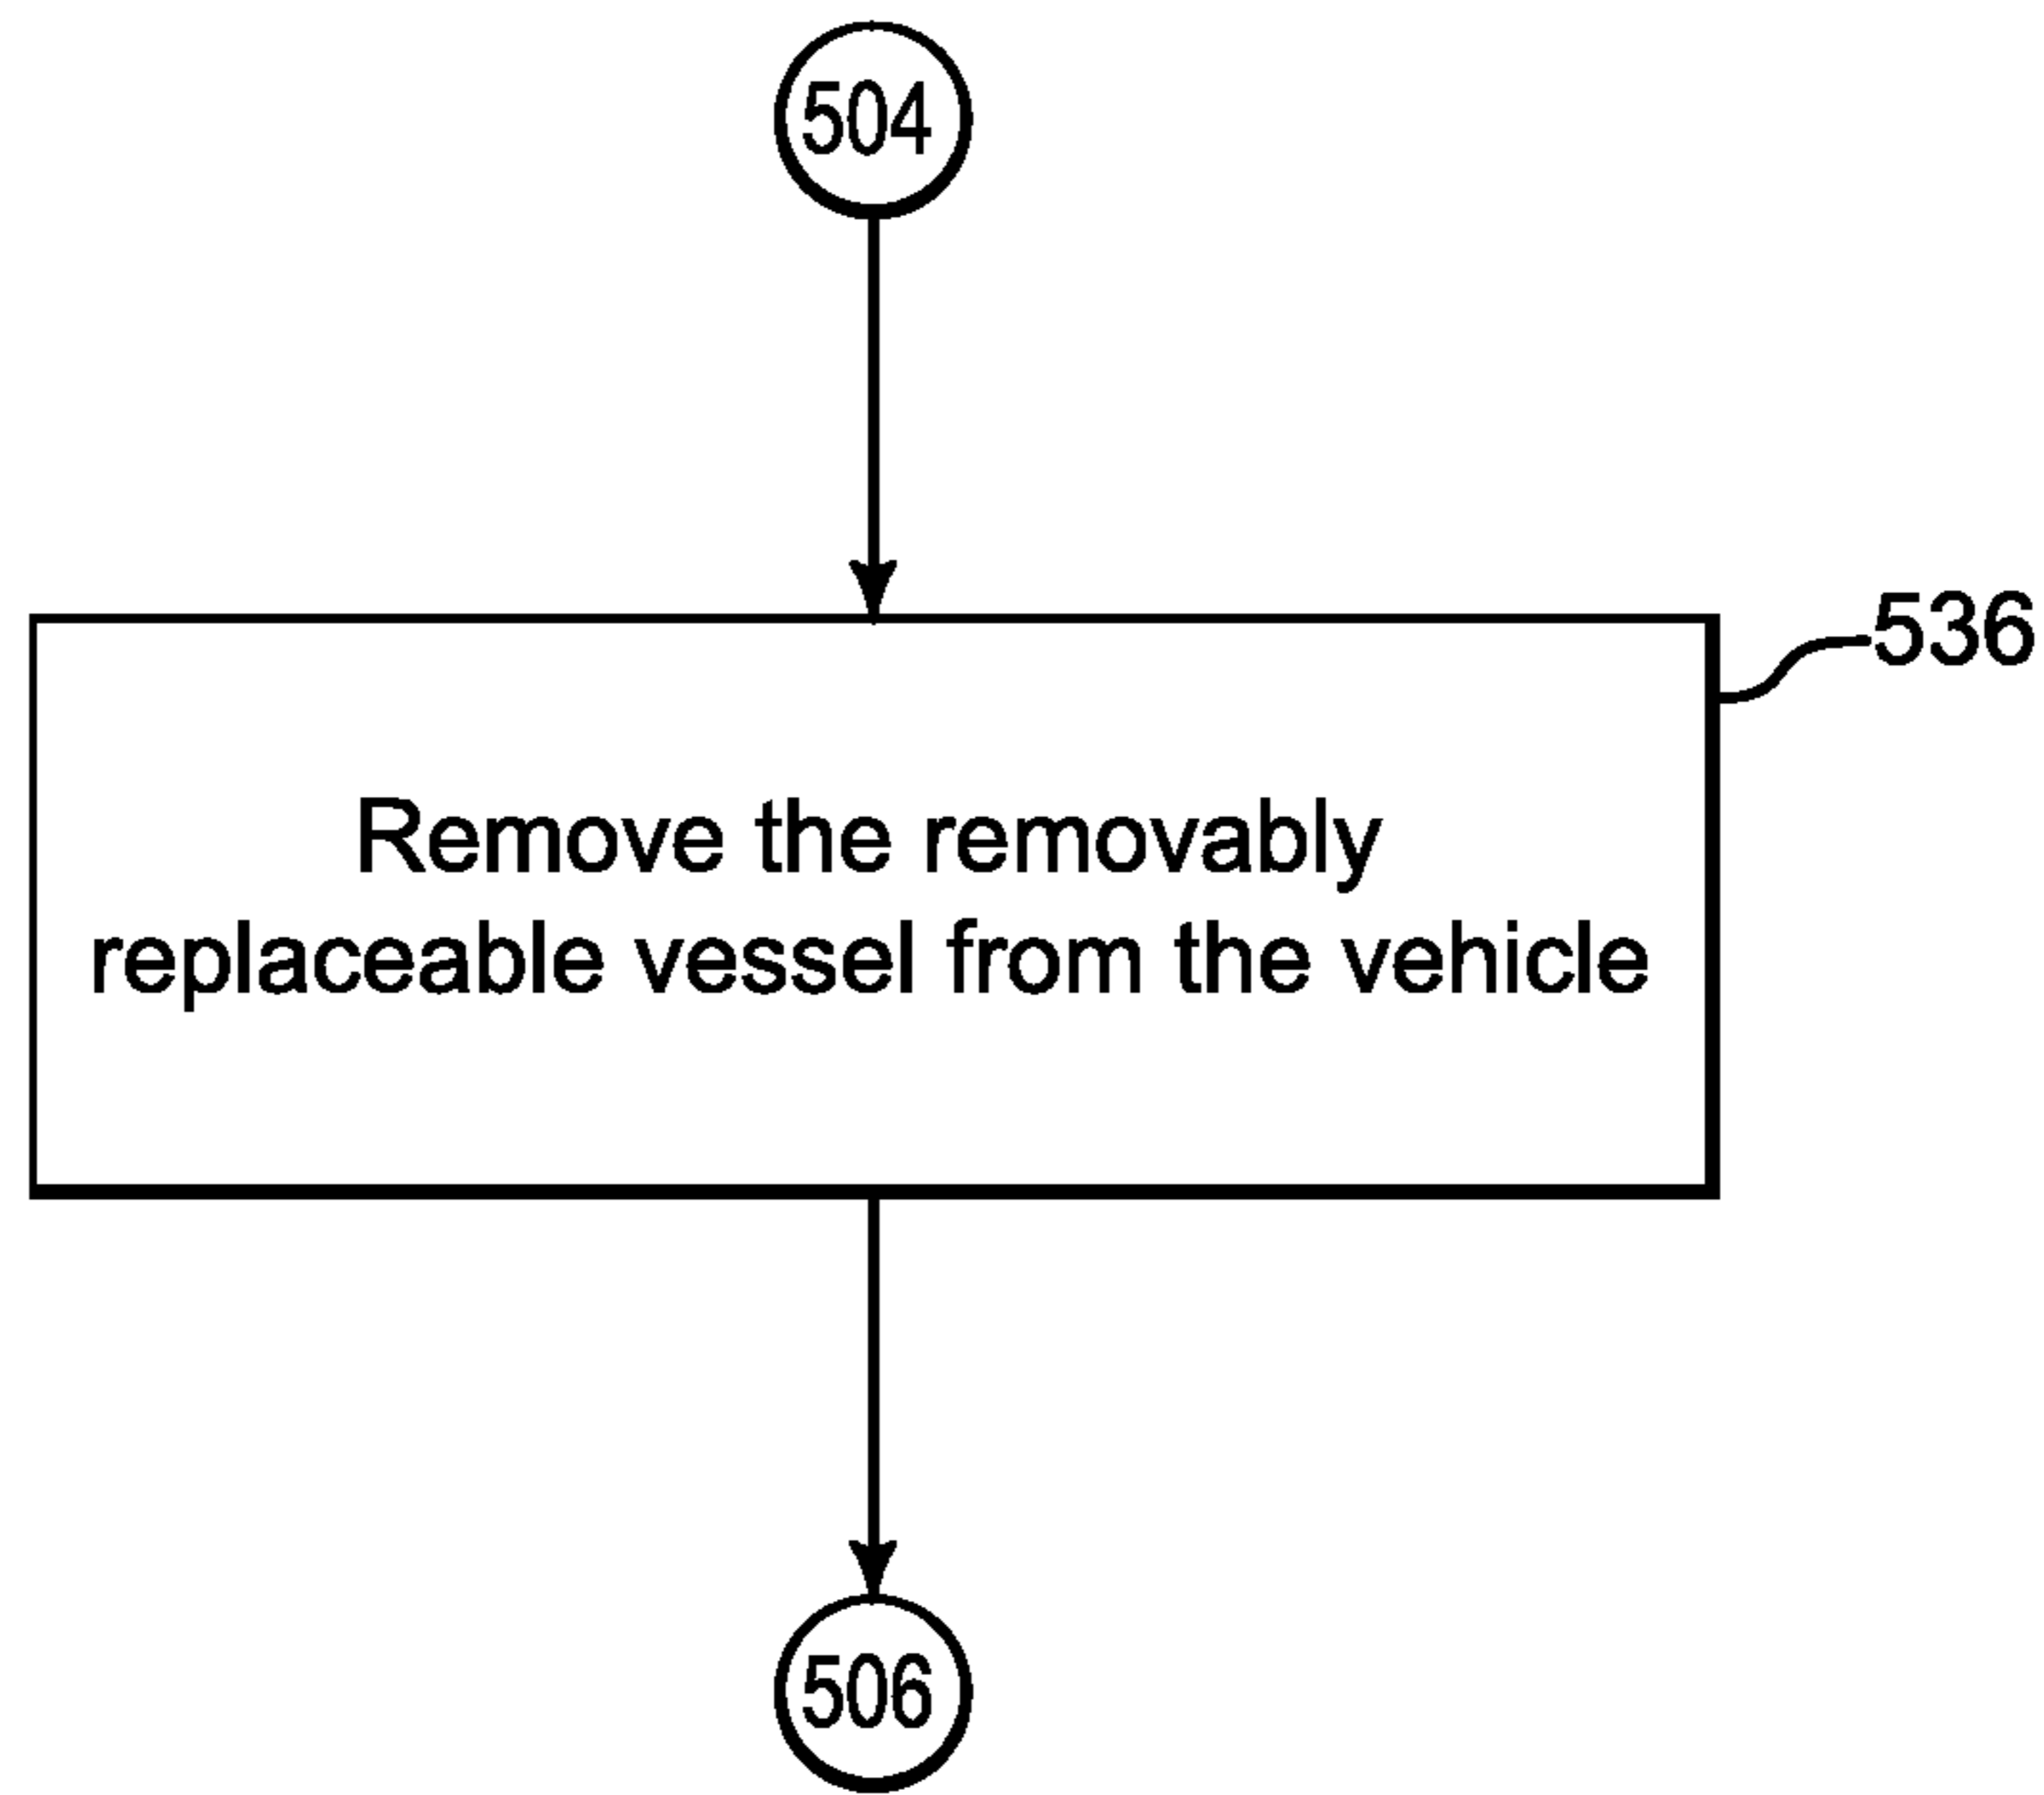 504
536
Remove the removably
replaceable vessel from the vehicle
506